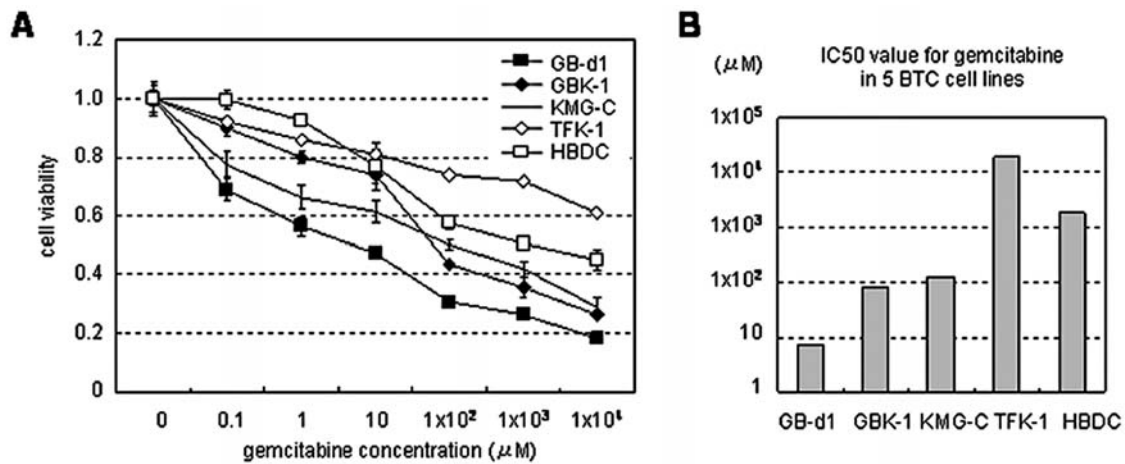 A
1.2
1.0
0.8
0.6
0.4
0.2
0
cell viability
GB-d1
GBK-1
KMG-C
TFK-1
HBDC
0 0.1 1 10 1x10² 1x10³ 1x10⁴
gemcitabine concentration (μM)
B
(μM)
IC50 value for gemcitabine
in 5 BTC cell lines
1x10⁵
1x10⁴
1x10³
1x10²
10
1
GB-d1 GBK-1 KMG-C TFK-1 HBDC